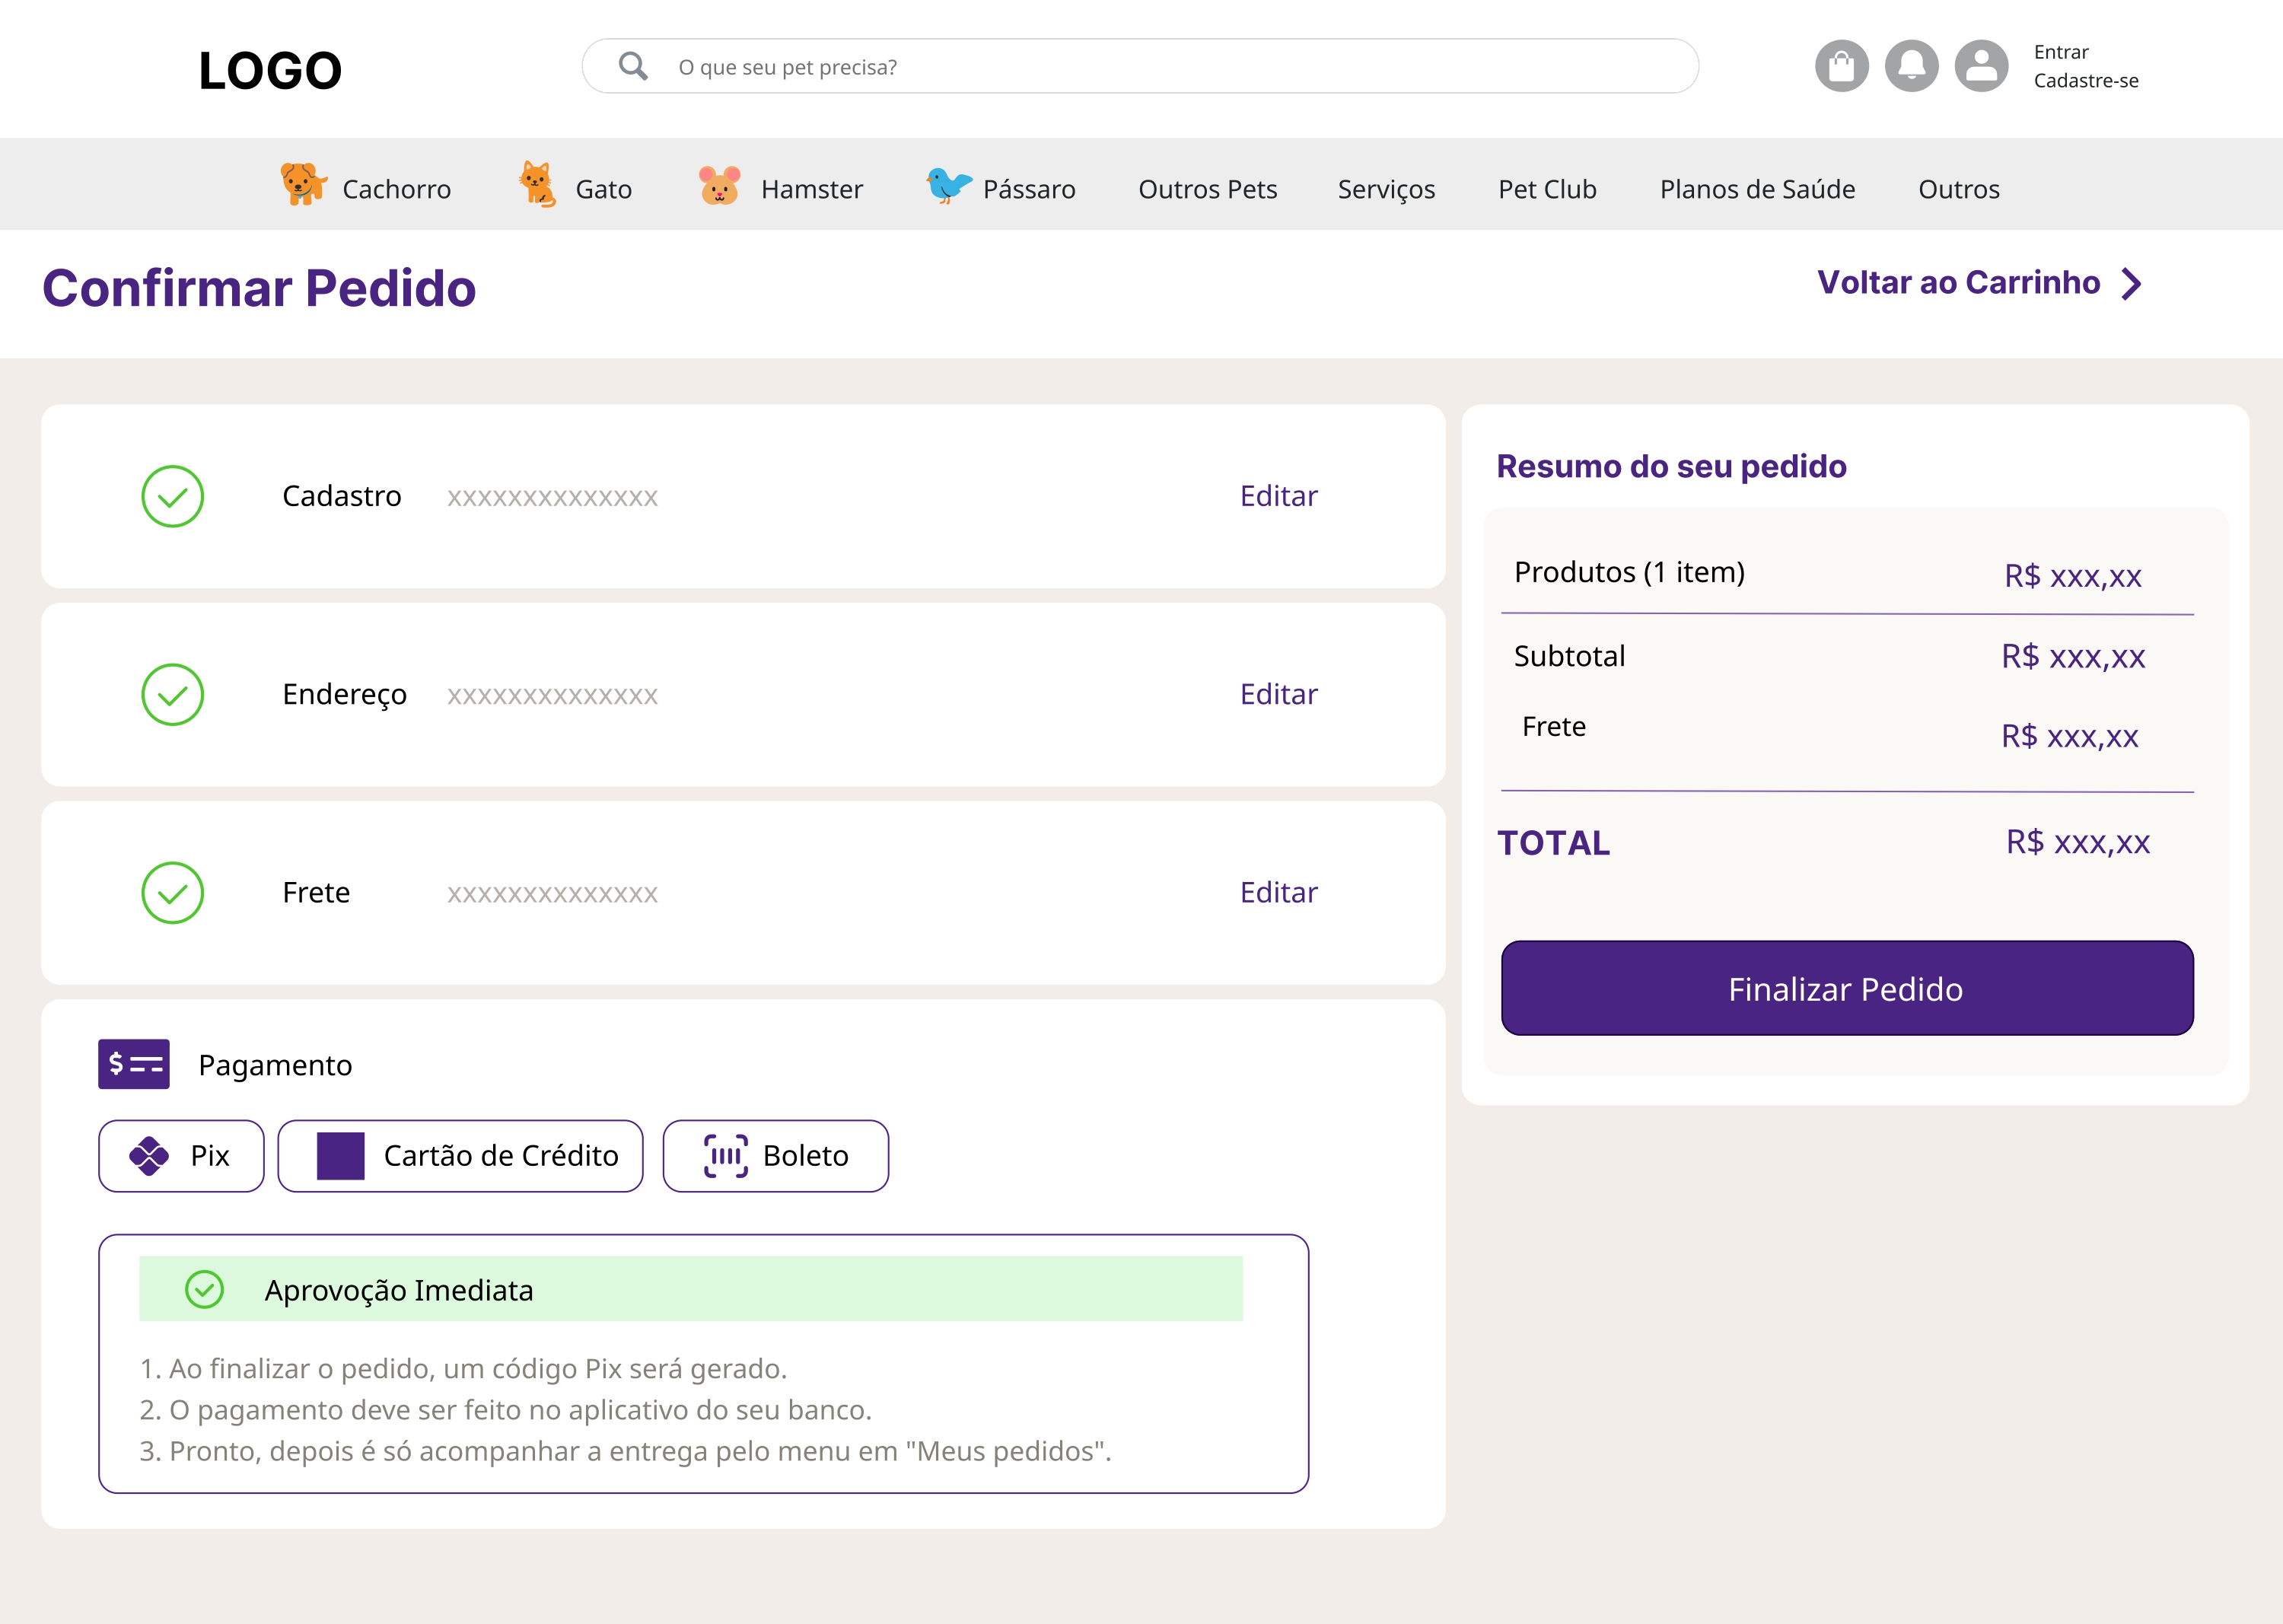 LOGO
O que seu pet precisa?
Entrar
Cadastre-se
Cachorro Gato Hamster Pássaro Outros Pets Serviços Pet Club Planos de Saúde Outros
Confirmar Pedido
Voltar ao Carrinho
Cadastro xxxxxxxxxxxxxx Editar
Endereço xxxxxxxxxxxxxx Editar
Frete xxxxxxxxxxxxxx Editar
Pagamento
Pix Cartão de Crédito Boleto
Aprovoção Imediata
1. Ao finalizar o pedido, um código Pix será gerado.
2. O pagamento deve ser feito no aplicativo do seu banco.
3. Pronto, depois é só acompanhar a entrega pelo menu em "Meus pedidos".
Resumo do seu pedido
Produtos (1 item) R$ xxx,xx
Subtotal R$ xxx,xx
Frete R$ xxx,xx
TOTAL R$ xxx,xx
Finalizar Pedido